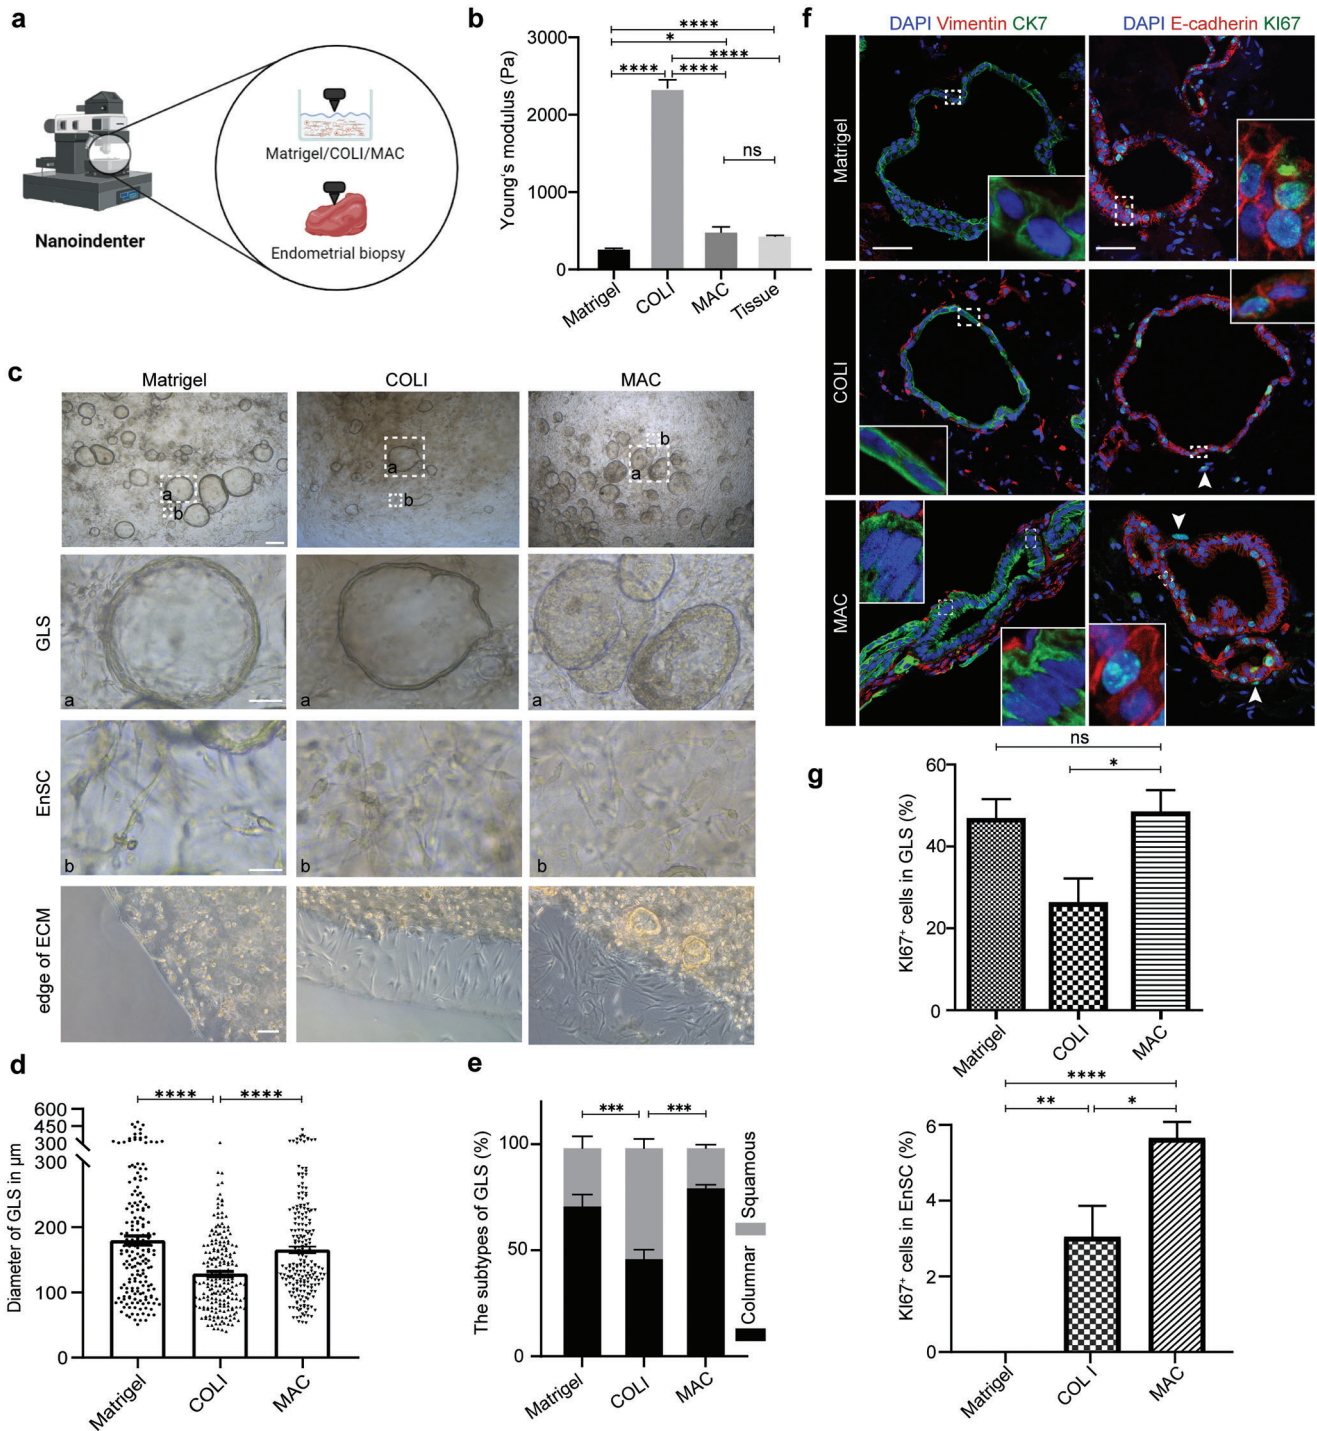 a
Matrigel/COLI/MAC
Endometrial biopsy
Nanoindenter
b
Young's modulus (Pa)
3000
2000
1000
0
****
*
****
**** ****
ns
Matrigel
COLI
MAC
Tissue
c
Matrigel COLI MAC
a
b
a
b
b
a
GLS
a
a
a
EnSC
b
b
b
edge of ECM
d
Diameter of GLS in µm
600
450
300
300
200
100
0
**** ****
Matrigel
COLI
MAC
e
The subtypes of GLS (%)
100
50
0
*** ***
Matrigel
COLI
MAC
Columnar
Squamous
f
DAPI Vimentin CK7 DAPI E-cadherin KI67
Matrigel
COLI
MAC
g
KI67+ cells in GLS (%)
60
40
20
0
ns
*
Matrigel
COLI
MAC
KI67+ cells in EnSC (%)
6
4
2
0
****
** *
Matrigel
COL I
MAC